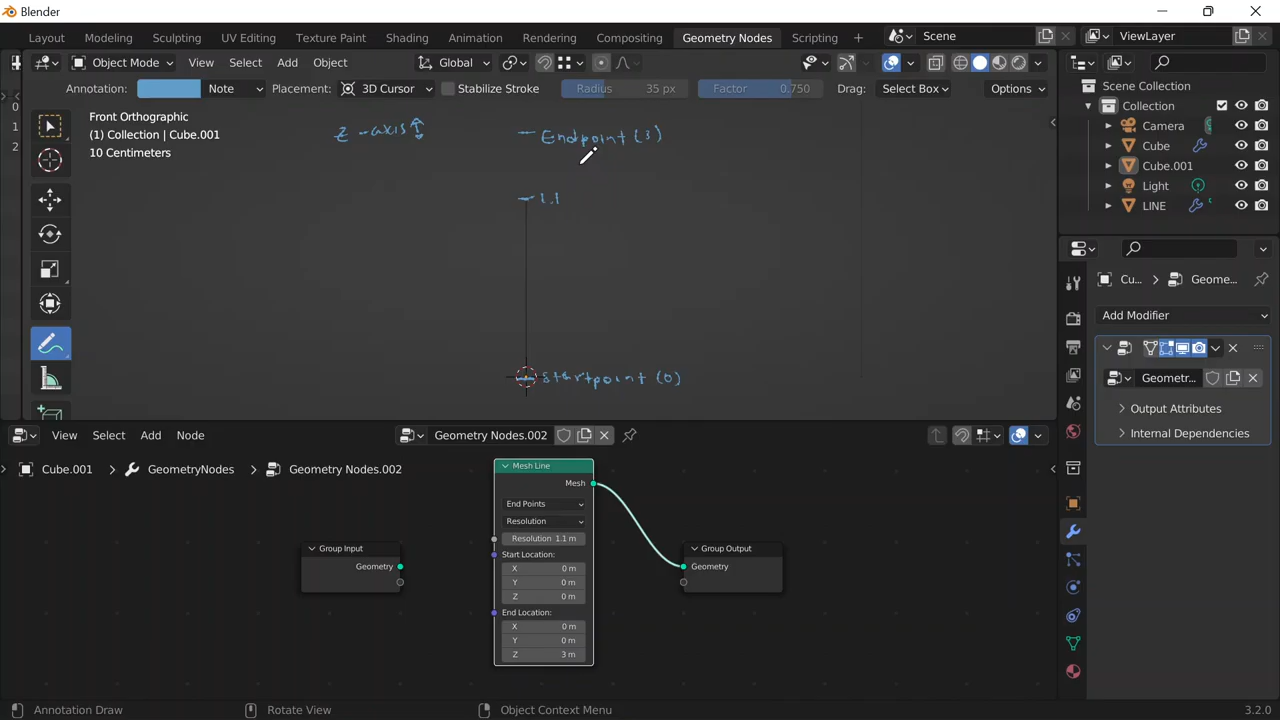 Blender
Layout Modeling Sculpting UV Editing Texture Paint Shading Animation Rendering Compositing Geometry Nodes Scripting + Scene ViewLayer
Object Mode View Select Add Object Global
Annotation: Note Placement: 3D Cursor Stabilize Stroke Radius 35 px Factor 0.750 Drag: Select Box Options
0
1
2
Front Orthographic
(1) Collection | Cube.001
10 Centimeters
z-axis
Endpoint (3)
1.1
Startpoint (0)
Scene Collection
Collection
Camera
Cube
Cube.001
Light
LINE
Cu... Geome...
Add Modifier
Geometr...
Output Attributes
Internal Dependencies
View Select Add Node Geometry Nodes.002
Cube.001 GeometryNodes Geometry Nodes.002
Mesh Line
Mesh
End Points
Resolution
Resolution 1.1 m
Start Location:
X 0 m
Y 0 m
Z 0 m
End Location:
X 0 m
Y 0 m
Z 3 m
Group Input
Geometry
Group Output
Geometry
Annotation Draw Rotate View Object Context Menu 3.2.0